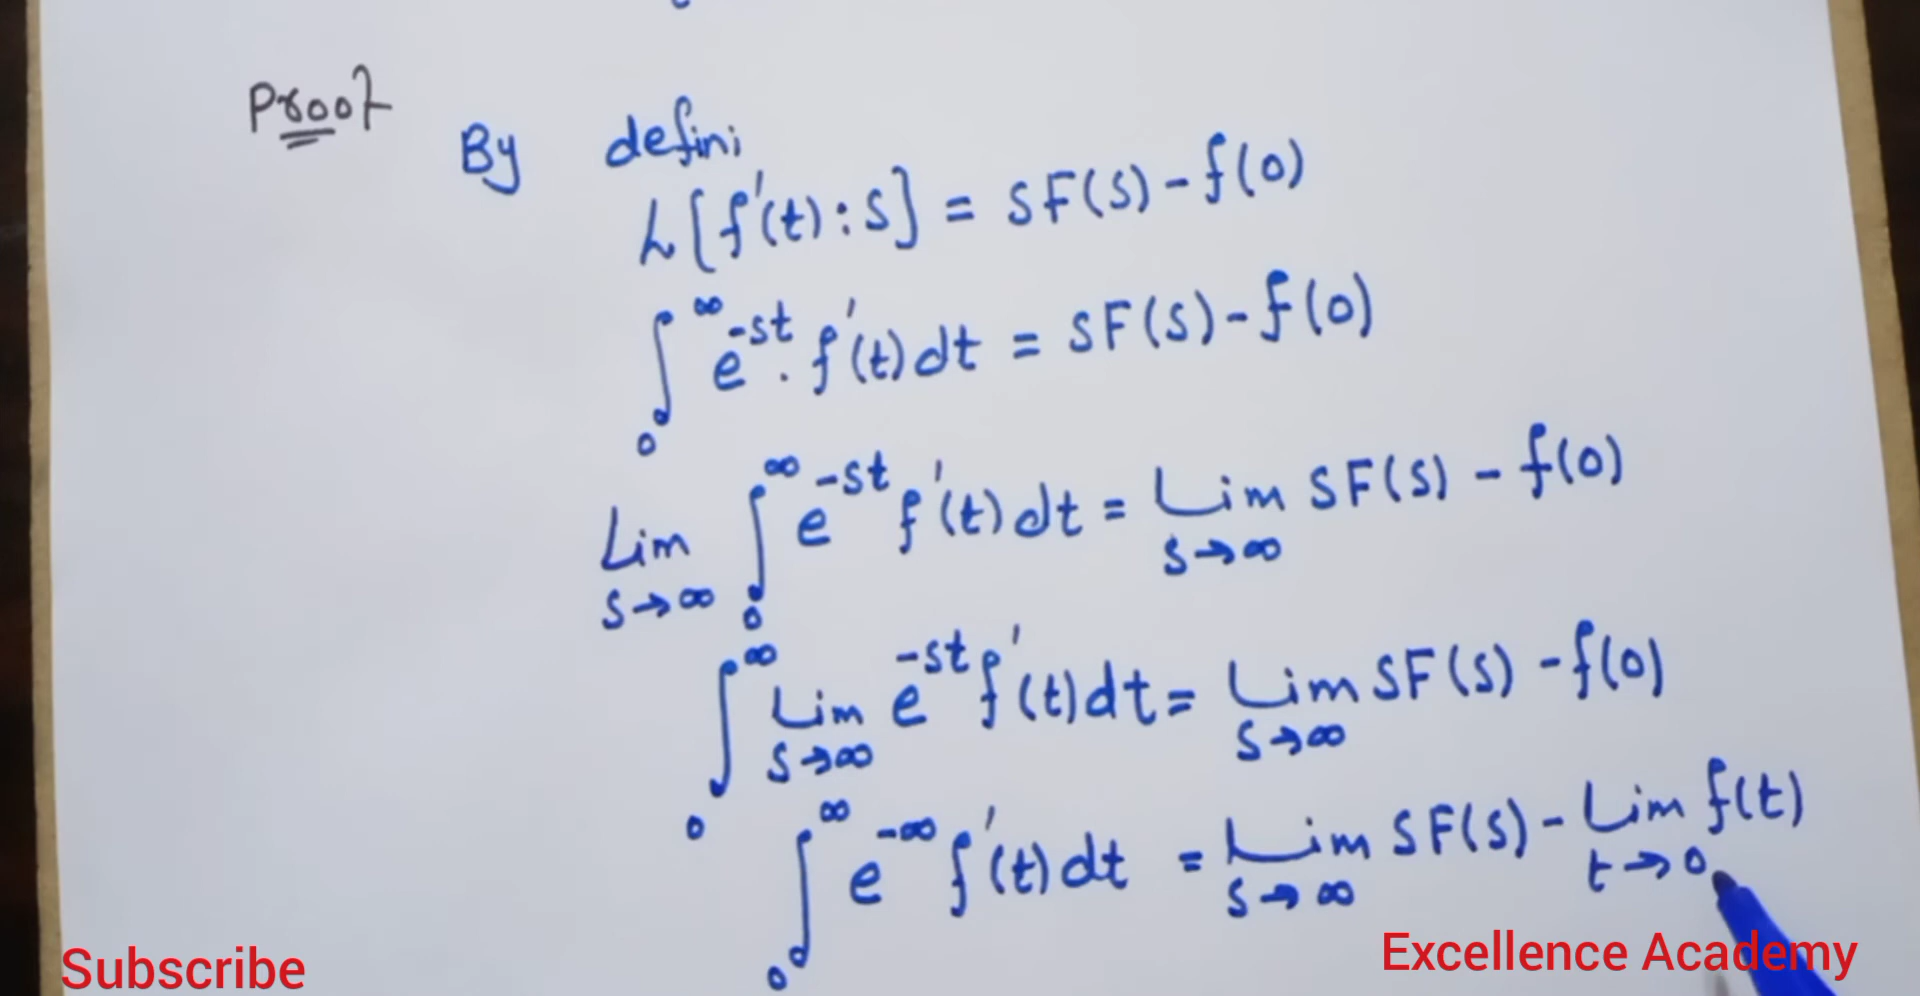 Proof
By defini
L[f'(t):s] = sF(s) - f(0)
∫₀^∞ e^-st . f'(t)dt = sF(s) - f(0)
Lim s→∞ ∫₀^∞ e^-st f'(t)dt = Lim s→∞ sF(s) - f(0)
∫₀^∞ Lim s→∞ e^-st f'(t)dt = Lim s→∞ sF(s) - f(0)
∫₀^∞ e^-∞ f'(t)dt = Lim s→∞ sF(s) - Lim t→0 f(t)
Subscribe
Excellence Academy